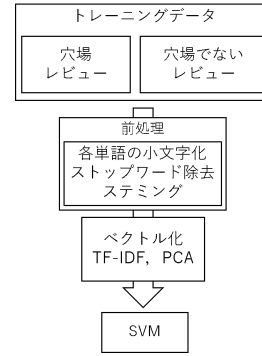 トレーニングデータ
穴場
レビュー
穴場でない
レビュー
前処理
各単語の小文字化
ストップワード除去
ステミング
ベクトル化
TF-IDF，PCA
SVM